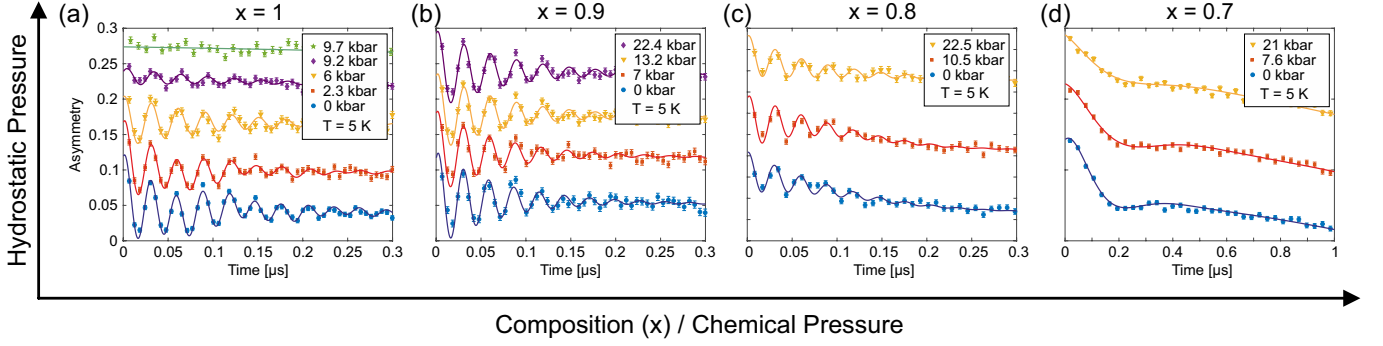 Hydrostatic Pressure
(a)
x = 1
Asymmetry
0.3
0.25
0.2
0.15
0.1
0.05
0
9.7 kbar
9.2 kbar
6 kbar
2.3 kbar
0 kbar
T = 5 K
0 0.05 0.1 0.15 0.2 0.25 0.3
Time [µs]
(b)
x = 0.9
22.4 kbar
13.2 kbar
7 kbar
0 kbar
T = 5 K
0 0.05 0.1 0.15 0.2 0.25 0.3
Time [µs]
(c)
x = 0.8
22.5 kbar
10.5 kbar
0 kbar
T = 5 K
0 0.05 0.1 0.15 0.2 0.25 0.3
Time [µs]
(d)
x = 0.7
21 kbar
7.6 kbar
0 kbar
T = 5 K
0 0.2 0.4 0.6 0.8 1
Time [µs]
Composition (x) / Chemical Pressure